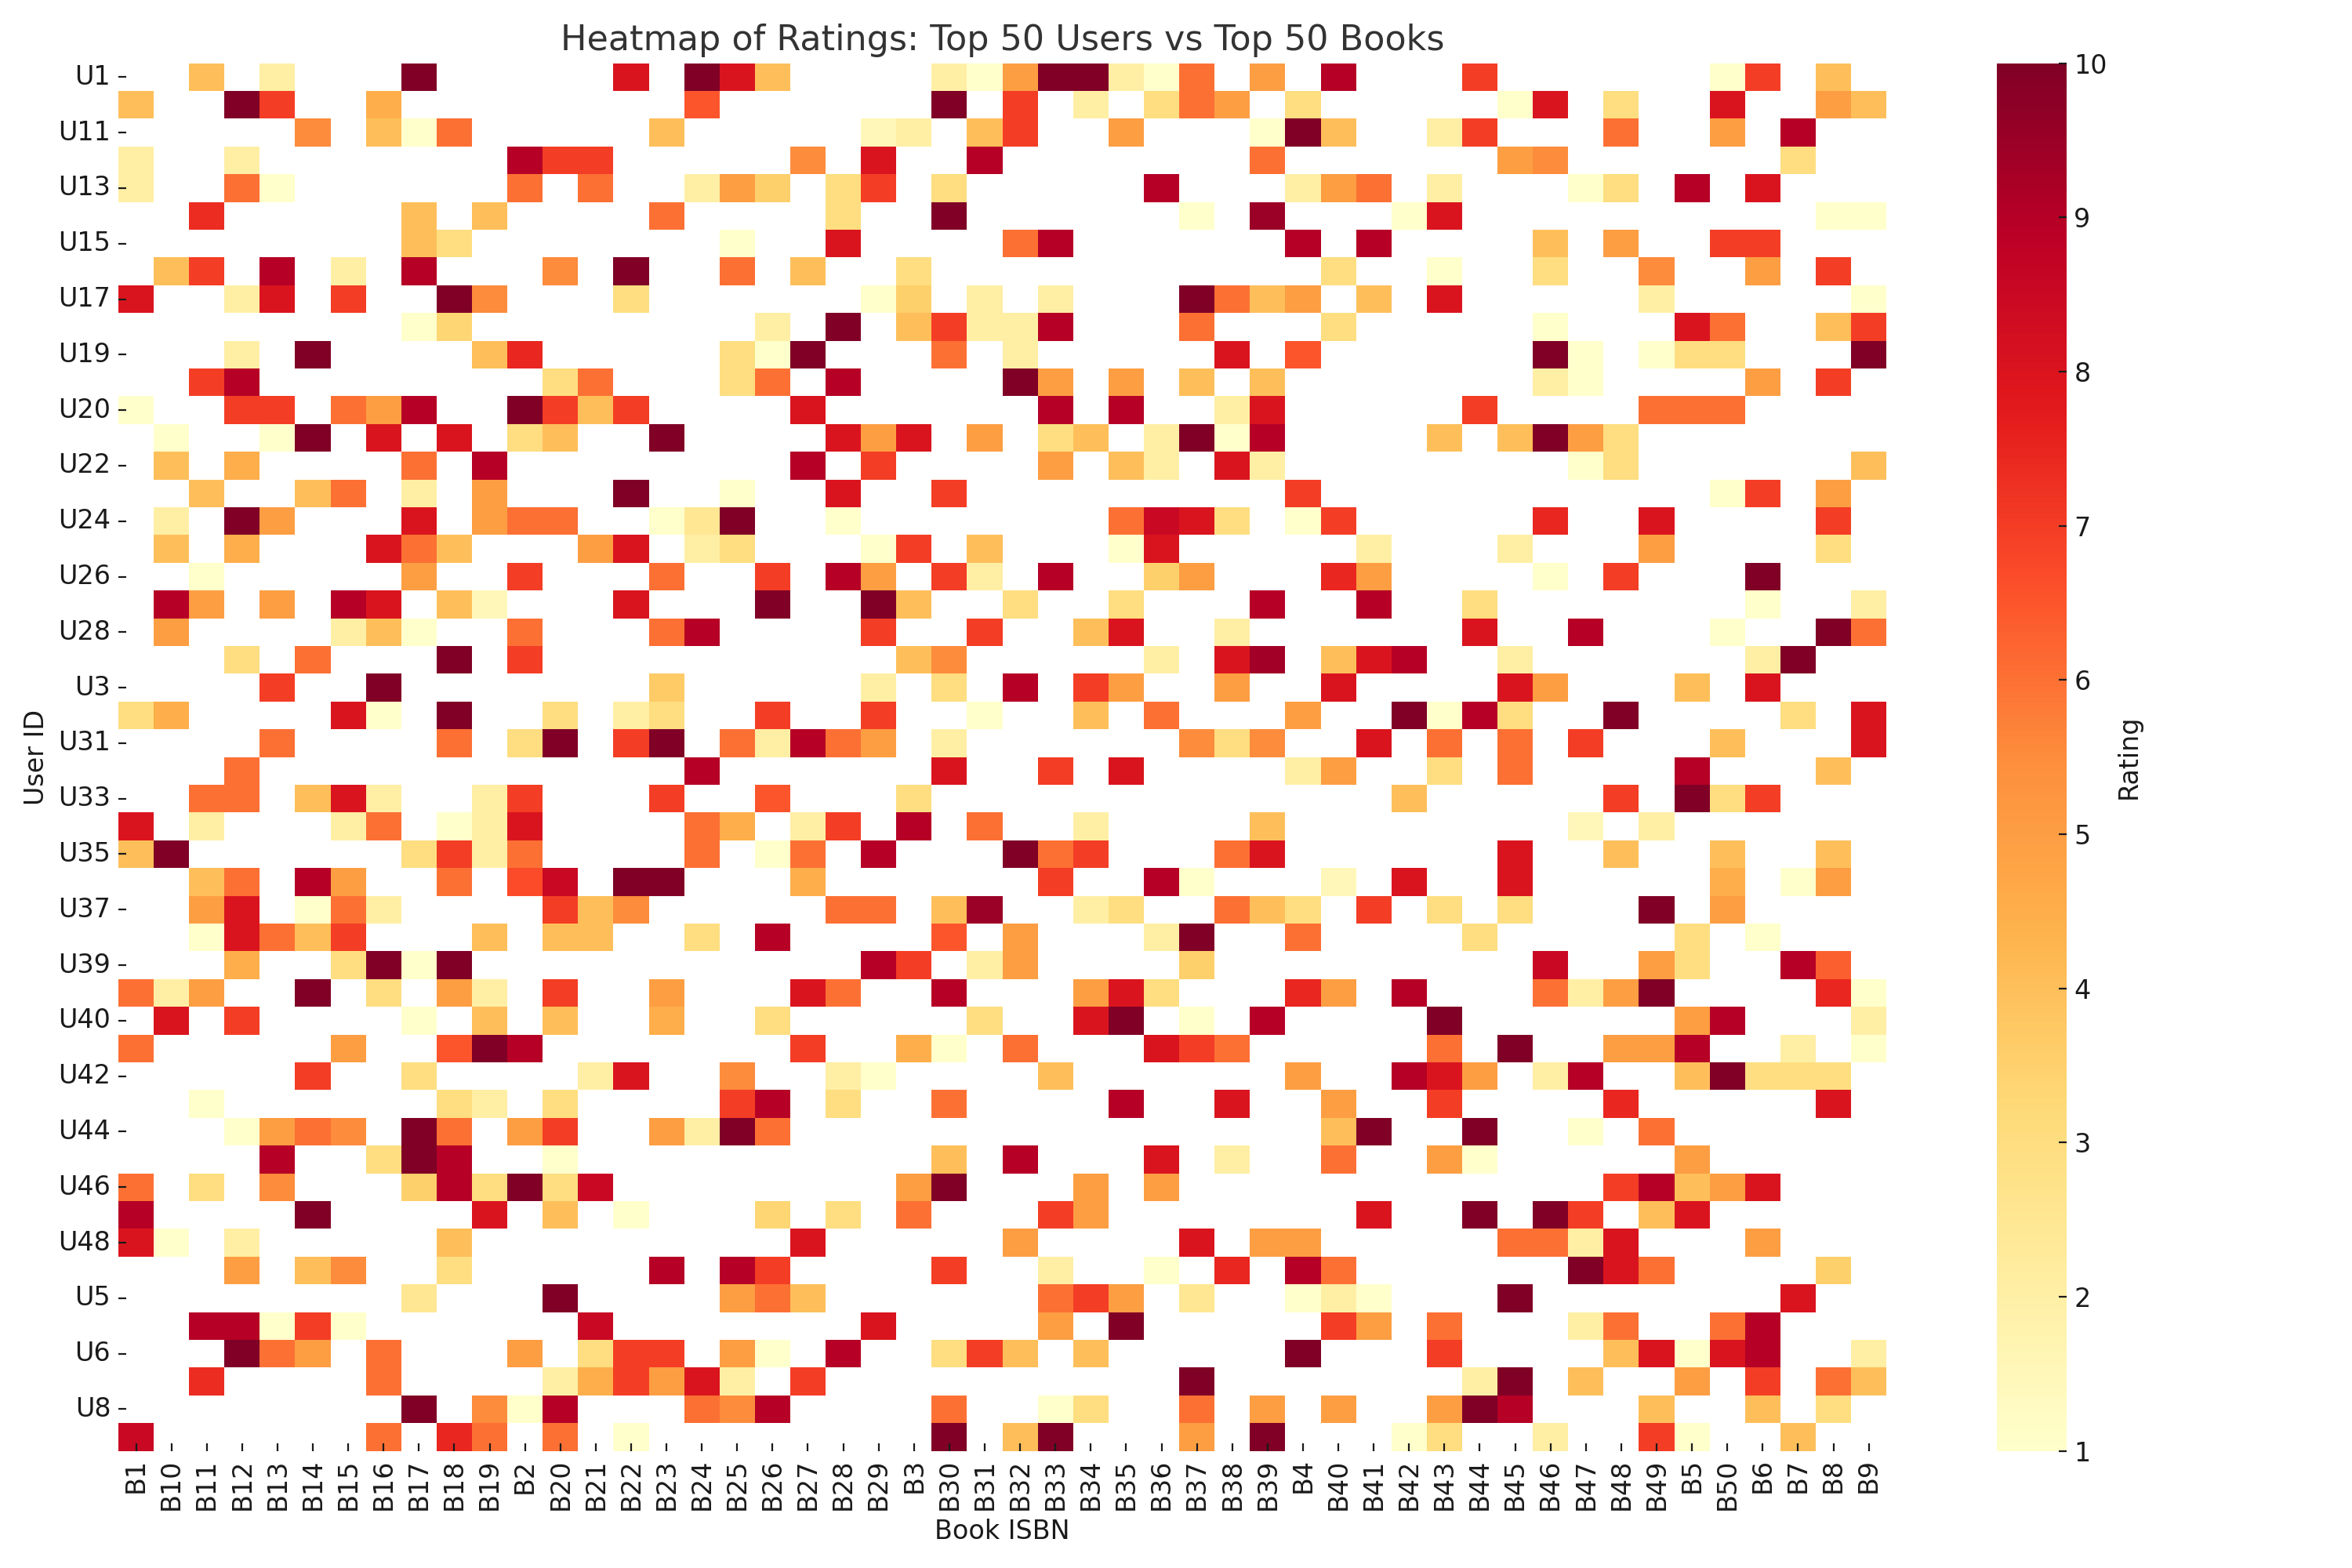 Heatmap of Ratings: Top 50 Users vs Top 50 Books
User ID
U1
U11
U13
U15
U17
U19
U20
U22
U24
U26
U28
U3
U31
U33
U35
U37
U39
U40
U42
U44
U46
U48
U5
U6
U8
B1 B10 B11 B12 B13 B14 B15 B16 B17 B18 B19 B2 B20 B21 B22 B23 B24 B25 B26 B27 B28 B29 B3 B30 B31 B32 B33 B34 B35 B36 B37 B38 B39 B4 B40 B41 B42 B43 B44 B45 B46 B47 B48 B49 B5 B50 B6 B7 B8 B9
Book ISBN
10
9
8
7
6
5
4
3
2
1
Rating